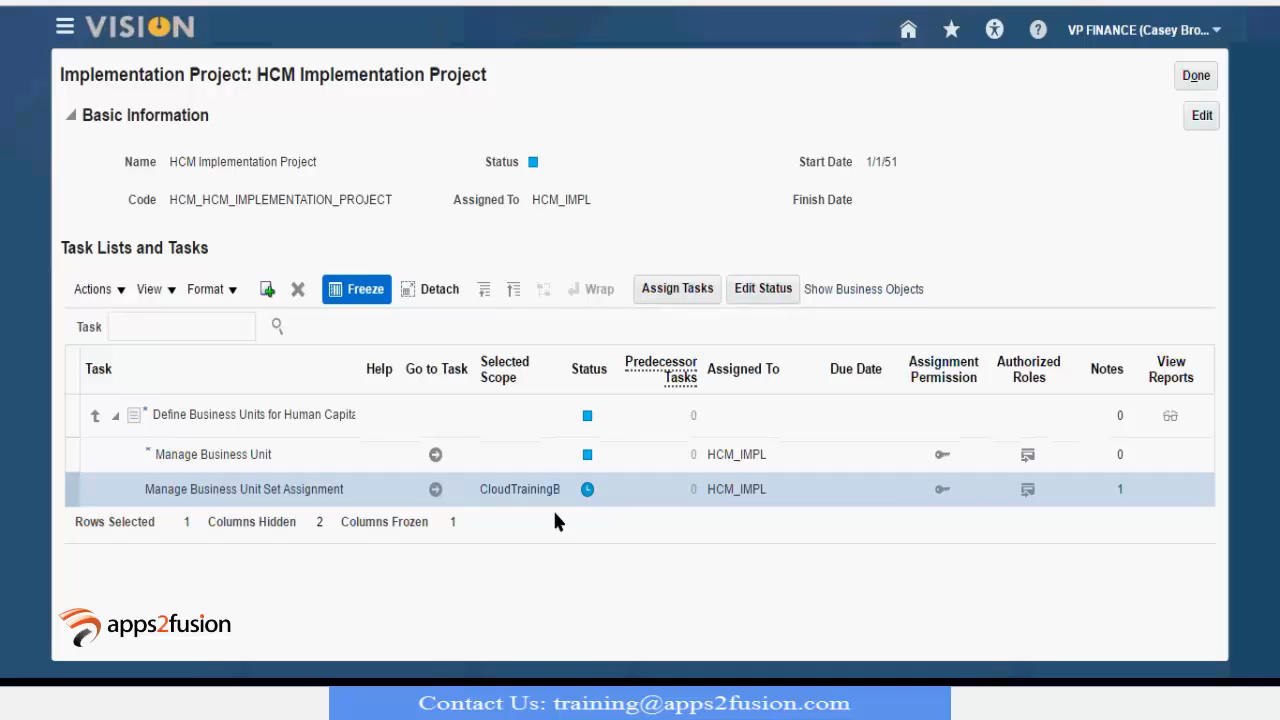 VISION
VP FINANCE (Casey Bro...
Implementation Project: HCM Implementation Project
Done
Basic Information
Edit
Name HCM Implementation Project Status Start Date 1/1/51
Code HCM_HCM_IMPLEMENTATION_PROJECT Assigned To HCM_IMPL Finish Date
Task Lists and Tasks
Actions View Format Freeze Detach Wrap Assign Tasks Edit Status Show Business Objects
Task
Task Help Go to Task Selected Scope Status Predecessor Tasks Assigned To Due Date Assignment Permission Authorized Roles Notes View Reports
* Define Business Units for Human Capita 0 0
* Manage Business Unit 0 HCM_IMPL 0
Manage Business Unit Set Assignment CloudTrainingB 0 HCM_IMPL 1
Rows Selected 1 Columns Hidden 2 Columns Frozen 1
apps2fusion
Contact Us: training@apps2fusion.com